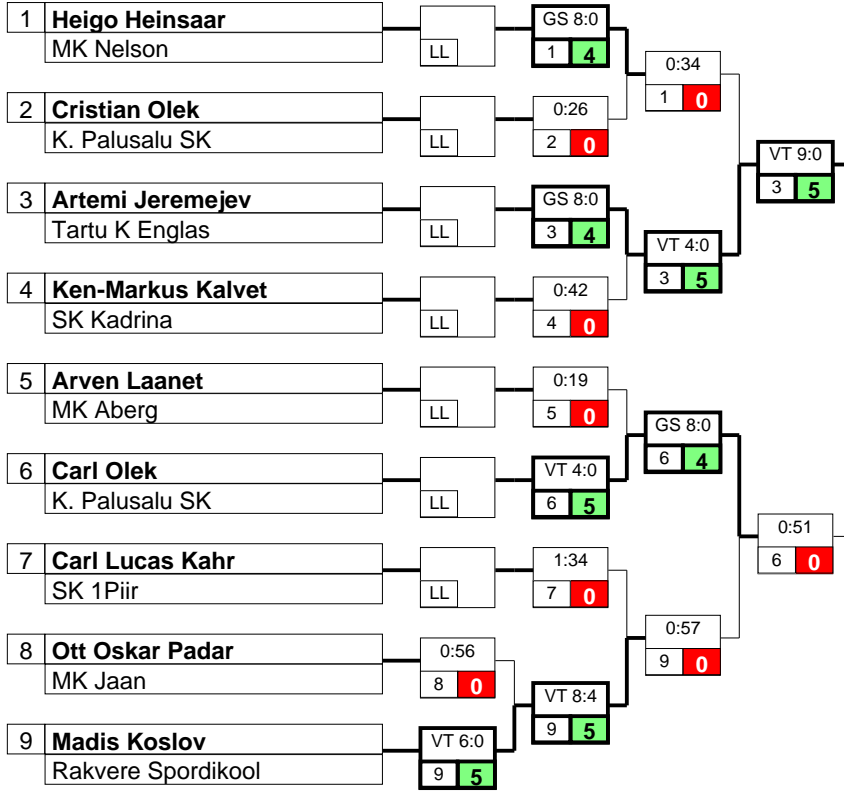 1 Heigo Heinsaar
MK Nelson
LL
GS 8:0
1 4
0:34
1 0
2 Cristian Olek
K. Palusalu SK
LL
0:26
2 0
VT 9:0
3 5
3 Artemi Jeremejev
Tartu K Englas
LL
GS 8:0
3 4
VT 4:0
3 5
4 Ken-Markus Kalvet
SK Kadrina
LL
0:42
4 0
5 Arven Laanet
MK Aberg
LL
0:19
5 0
GS 8:0
6 4
6 Carl Olek
K. Palusalu SK
LL
VT 4:0
6 5
0:51
6 0
7 Carl Lucas Kahr
SK 1Piir
LL
1:34
7 0
0:57
9 0
8 Ott Oskar Padar
MK Jaan
0:56
8 0
VT 8:4
9 5
9 Madis Koslov
Rakvere Spordikool
VT 6:0
9 5